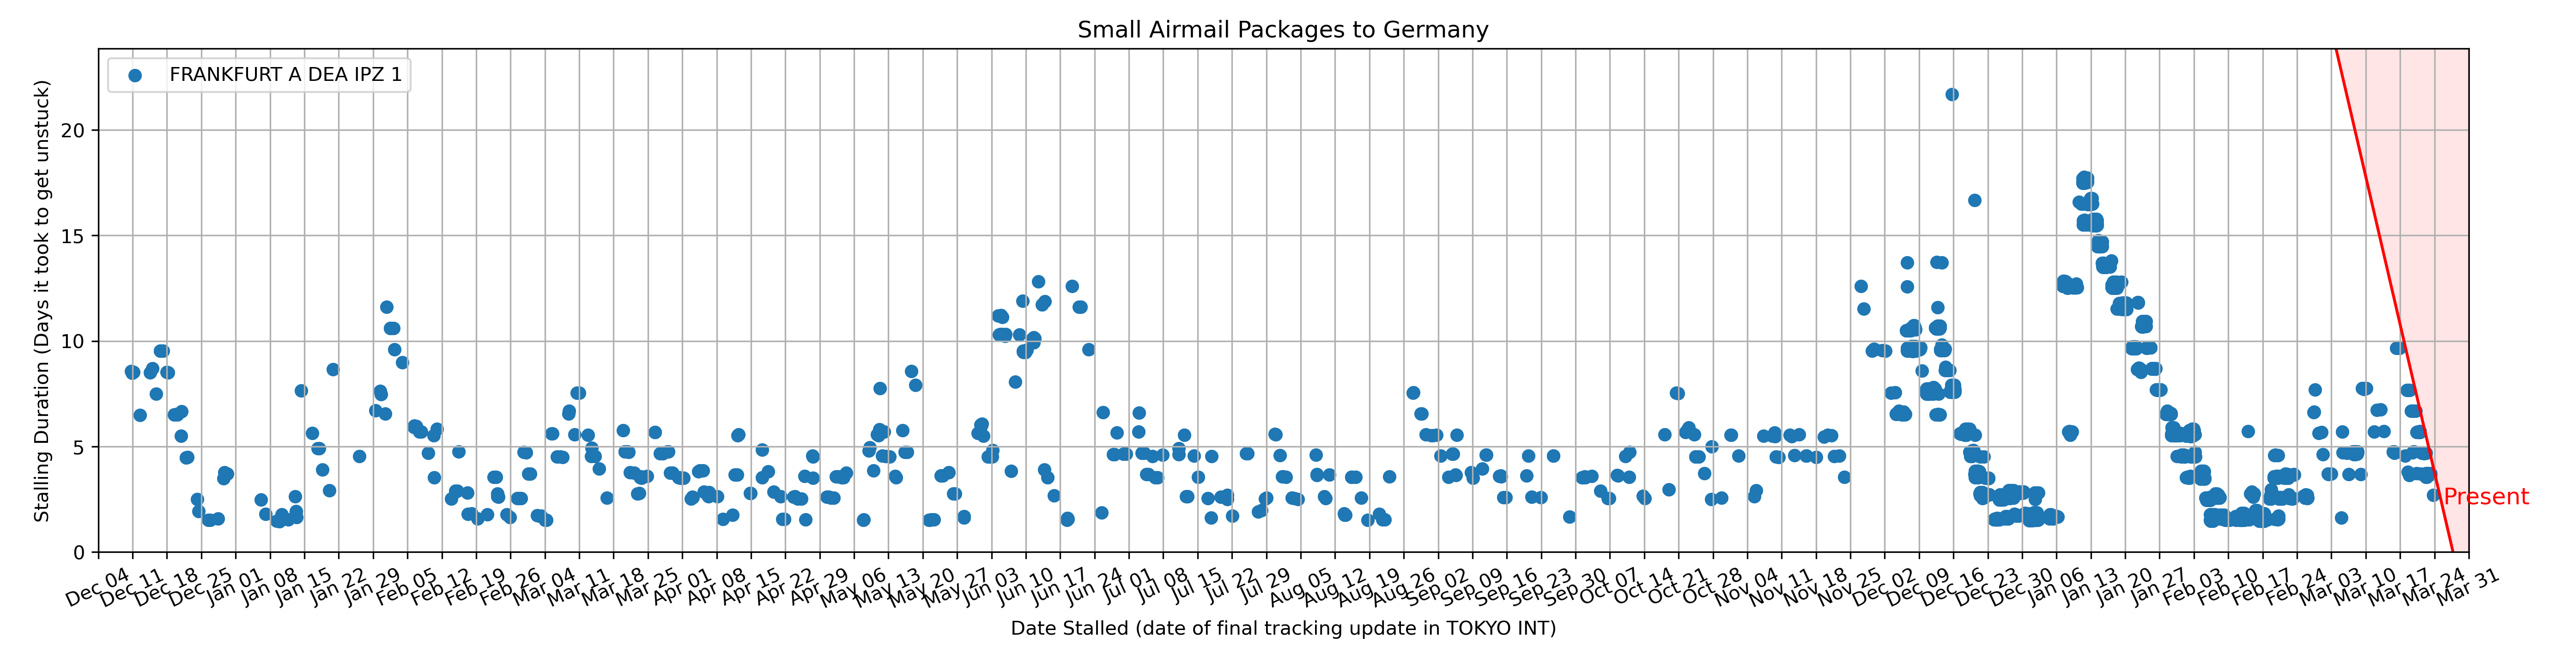 Small Airmail Packages to Germany
FRANKFURT A DEA IPZ 1
Stalling Duration (Days it took to get unstuck)
20
15
10
5
0
Present
Dec 04 Dec 11 Dec 18 Dec 25 Jan 01 Jan 08 Jan 15 Jan 22 Jan 29 Feb 05 Feb 12 Feb 19 Feb 26 Mar 04 Mar 11 Mar 18 Mar 25 Apr 01 Apr 08 Apr 15 Apr 22 Apr 29 May 06 May 13 May 20 May 27 Jun 03 Jun 10 Jun 17 Jun 24 Jul 01 Jul 08 Jul 15 Jul 22 Jul 29 Aug 05 Aug 12 Aug 19 Aug 26 Sep 02 Sep 09 Sep 16 Sep 23 Sep 30 Oct 07 Oct 14 Oct 21 Oct 28 Nov 04 Nov 11 Nov 18 Nov 25 Dec 02 Dec 09 Dec 16 Dec 23 Dec 30 Jan 06 Jan 13 Jan 20 Jan 27 Feb 03 Feb 10 Feb 17 Feb 24 Mar 03 Mar 10 Mar 17 Mar 24 Mar 31
Date Stalled (date of final tracking update in TOKYO INT)